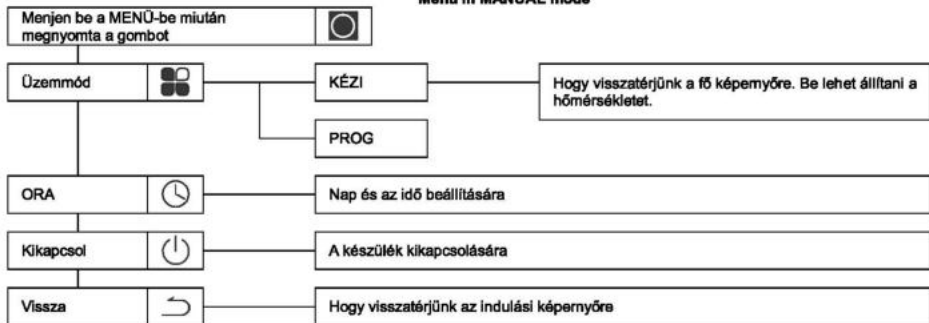 Menu in MANUAL mode
Menjen be a MENÜ-be miután
megnyomta a gombot
Üzemmód
KÉZI
Hogy visszatérjünk a fő képernyőre. Be lehet állítani a
hőmérsékletet.
PROG
ORA
Nap és az idő beállítására
Kikapcsol
A készülék kikapcsolására
Vissza
Hogy visszatérjünk az indulási képernyőre